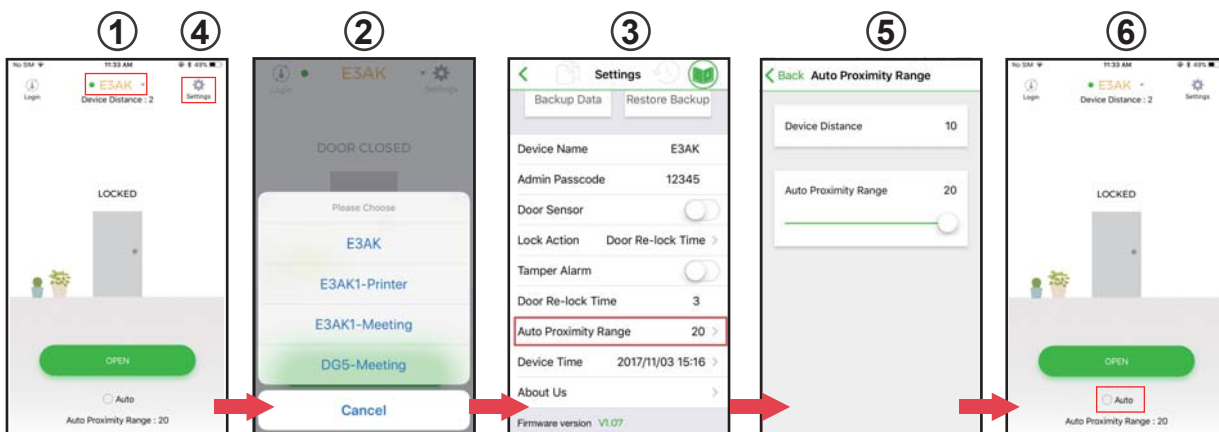 ① ④ ② ③ ⑤ ⑥
No SIM 11:33 AM 49%
E3AK
Login
Device Distance : 2
Settings
LOCKED
OPEN
Auto
Auto Proximity Range : 20
E3AK
Login
Settings
DOOR CLOSED
Please Choose
E3AK
E3AK1-Printer
E3AK1-Meeting
DG5-Meeting
Cancel
Settings
Backup Data Restore Backup
Device Name E3AK
Admin Passcode 12345
Door Sensor
Lock Action Door Re-lock Time >
Tamper Alarm
Door Re-lock Time 3
Auto Proximity Range 20 >
Device Time 2017/11/03 15:16 >
About Us >
Firmware version V1.07
Back Auto Proximity Range
Device Distance 10
Auto Proximity Range 20
No SIM 11:33 AM 49%
E3AK
Login
Device Distance : 2
Settings
LOCKED
OPEN
Auto
Auto Proximity Range : 20